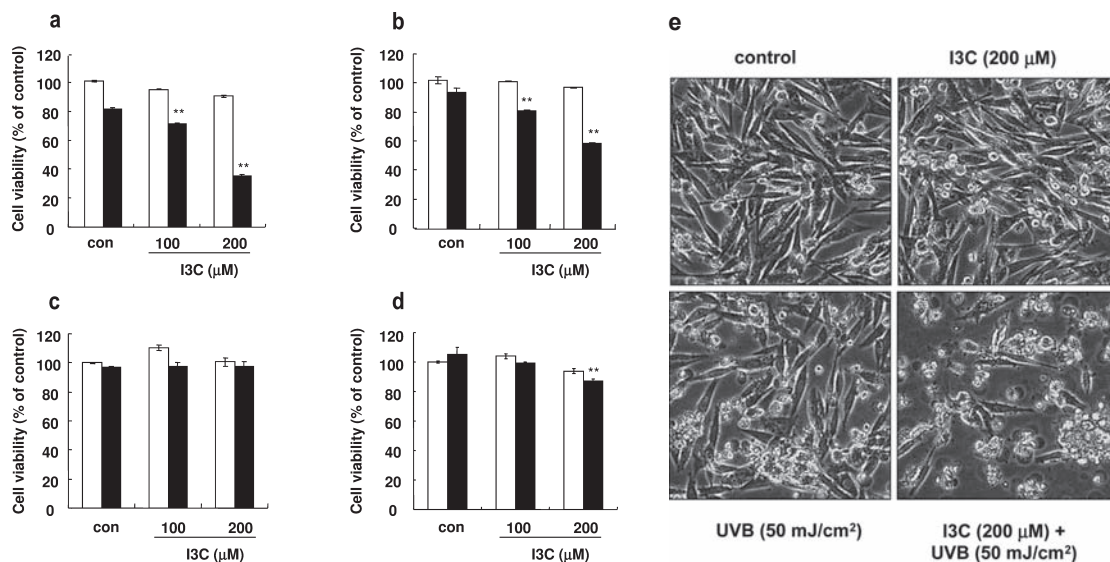 a
Cell viability (% of control)
120
100
80
60
40
20
0
**
**
con
100
200
I3C (μM)
b
Cell viability (% of control)
120
100
80
60
40
20
0
**
**
con
100
200
I3C (μM)
c
Cell viability (% of control)
120
100
80
60
40
20
0
con
100
200
I3C (μM)
d
Cell viability (% of control)
120
100
80
60
40
20
0
**
con
100
200
I3C (μM)
e
control
I3C (200 μM)
UVB (50 mJ/cm²)
I3C (200 μM) +
UVB (50 mJ/cm²)